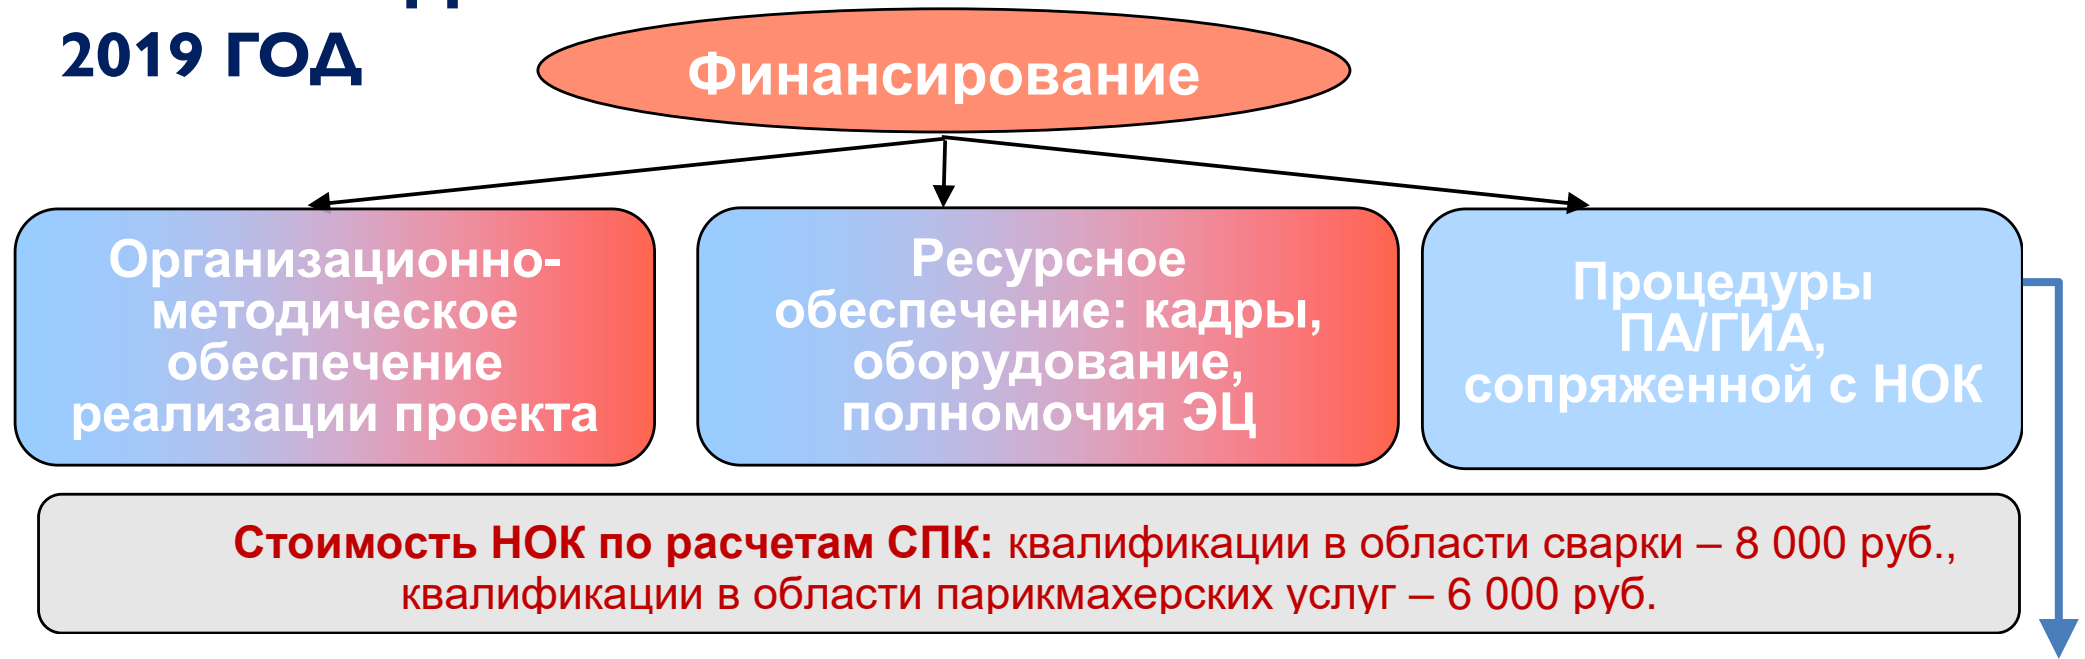 2019 ГОД
Финансирование
Организационно-
методическое
обеспечение
реализации проекта
Ресурсное
обеспечение: кадры,
оборудование,
полномочия ЭЦ
Процедуры
ПА/ГИА,
сопряженной с НОК
Стоимость НОК по расчетам СПК: квалификации в области сварки – 8 000 руб.,
квалификации в области парикмахерских услуг – 6 000 руб.